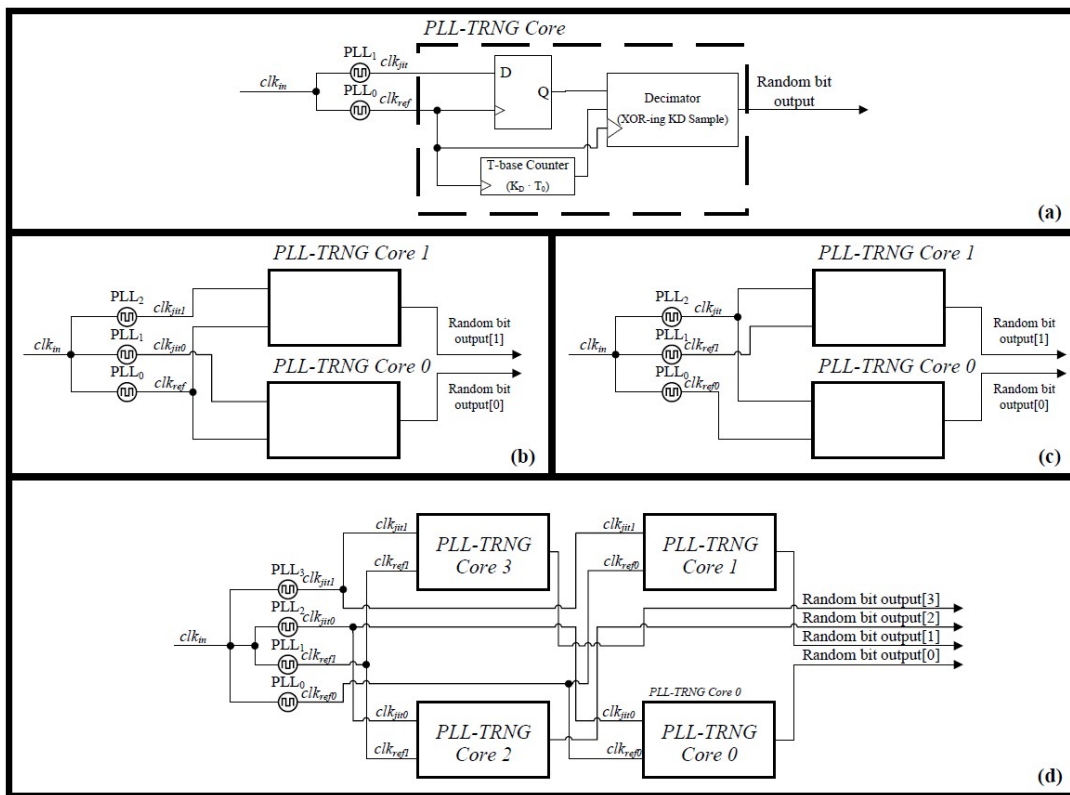 PLL-TRNG Core
PLL1
clkjit
clkin
PLL0
clkref
D
Q
Decimator
(XOR-ing KD Sample)
Random bit
output
T-base Counter
(KD · T0)
(a)
PLL-TRNG Core 1
PLL2
clkjit1
clkin
PLL1
clkjit0
PLL0
clkref
PLL-TRNG Core 0
Random bit
output[1]
Random bit
output[0]
(b)
PLL-TRNG Core 1
PLL2
clkjit
clkin
PLL1
clkref1
PLL0
clkref0
PLL-TRNG Core 0
Random bit
output[1]
Random bit
output[0]
(c)
clkjit1
clkref1
PLL-TRNG
Core 3
clkjit1
clkref0
PLL-TRNG
Core 1
PLL3
clkjit1
PLL2
clkjit0
clkin
PLL1
clkref1
PLL0
clkref0
Random bit output[3]
Random bit output[2]
Random bit output[1]
Random bit output[0]
clkjit0
clkref1
PLL-TRNG
Core 2
PLL-TRNG Core 0
clkjit0
clkref0
PLL-TRNG
Core 0
(d)